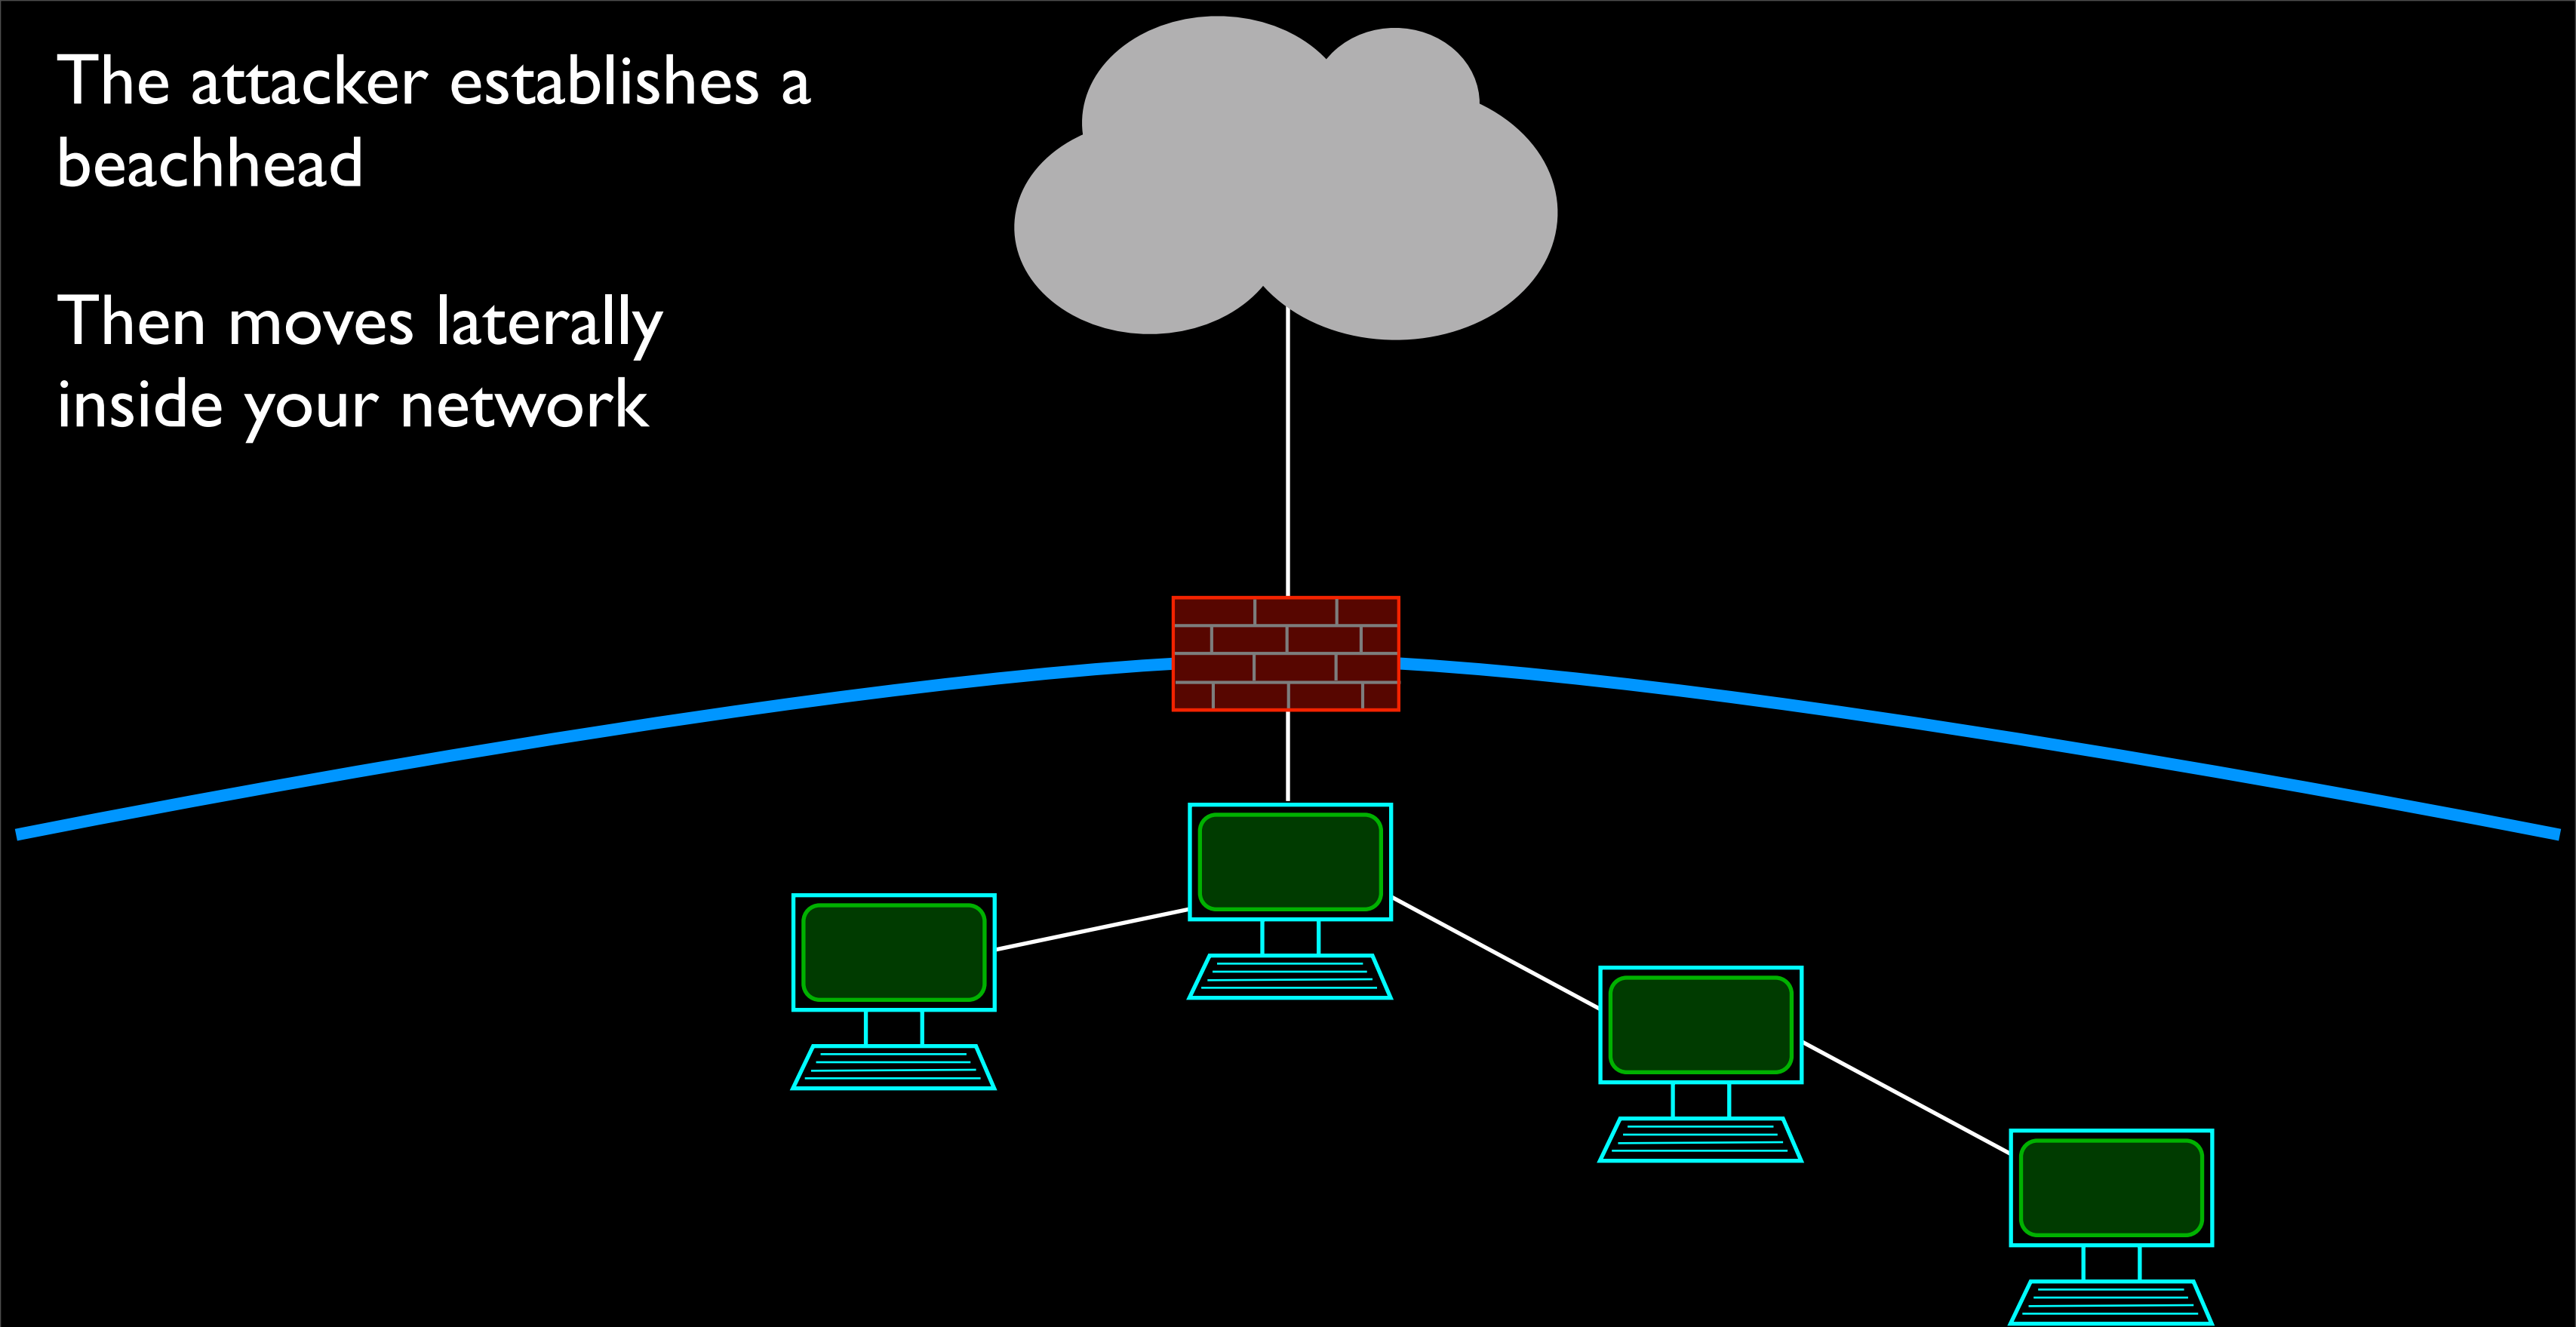 The attacker establishes a
beachhead
Then moves laterally
inside your network